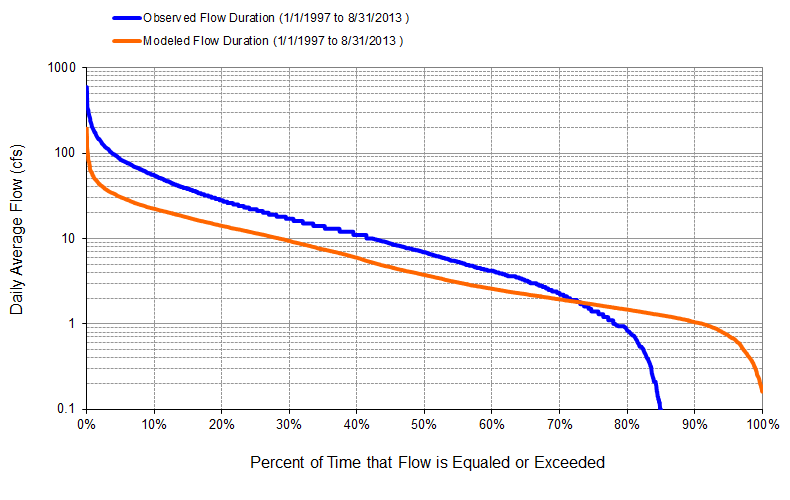 Observed Flow Duration (1/1/1997 to 8/31/2013 )
Modeled Flow Duration (1/1/1997 to 8/31/2013 )
Daily Average Flow (cfs)
1000
100
10
1
0.1
0% 10% 20% 30% 40% 50% 60% 70% 80% 90% 100%
Percent of Time that Flow is Equaled or Exceeded